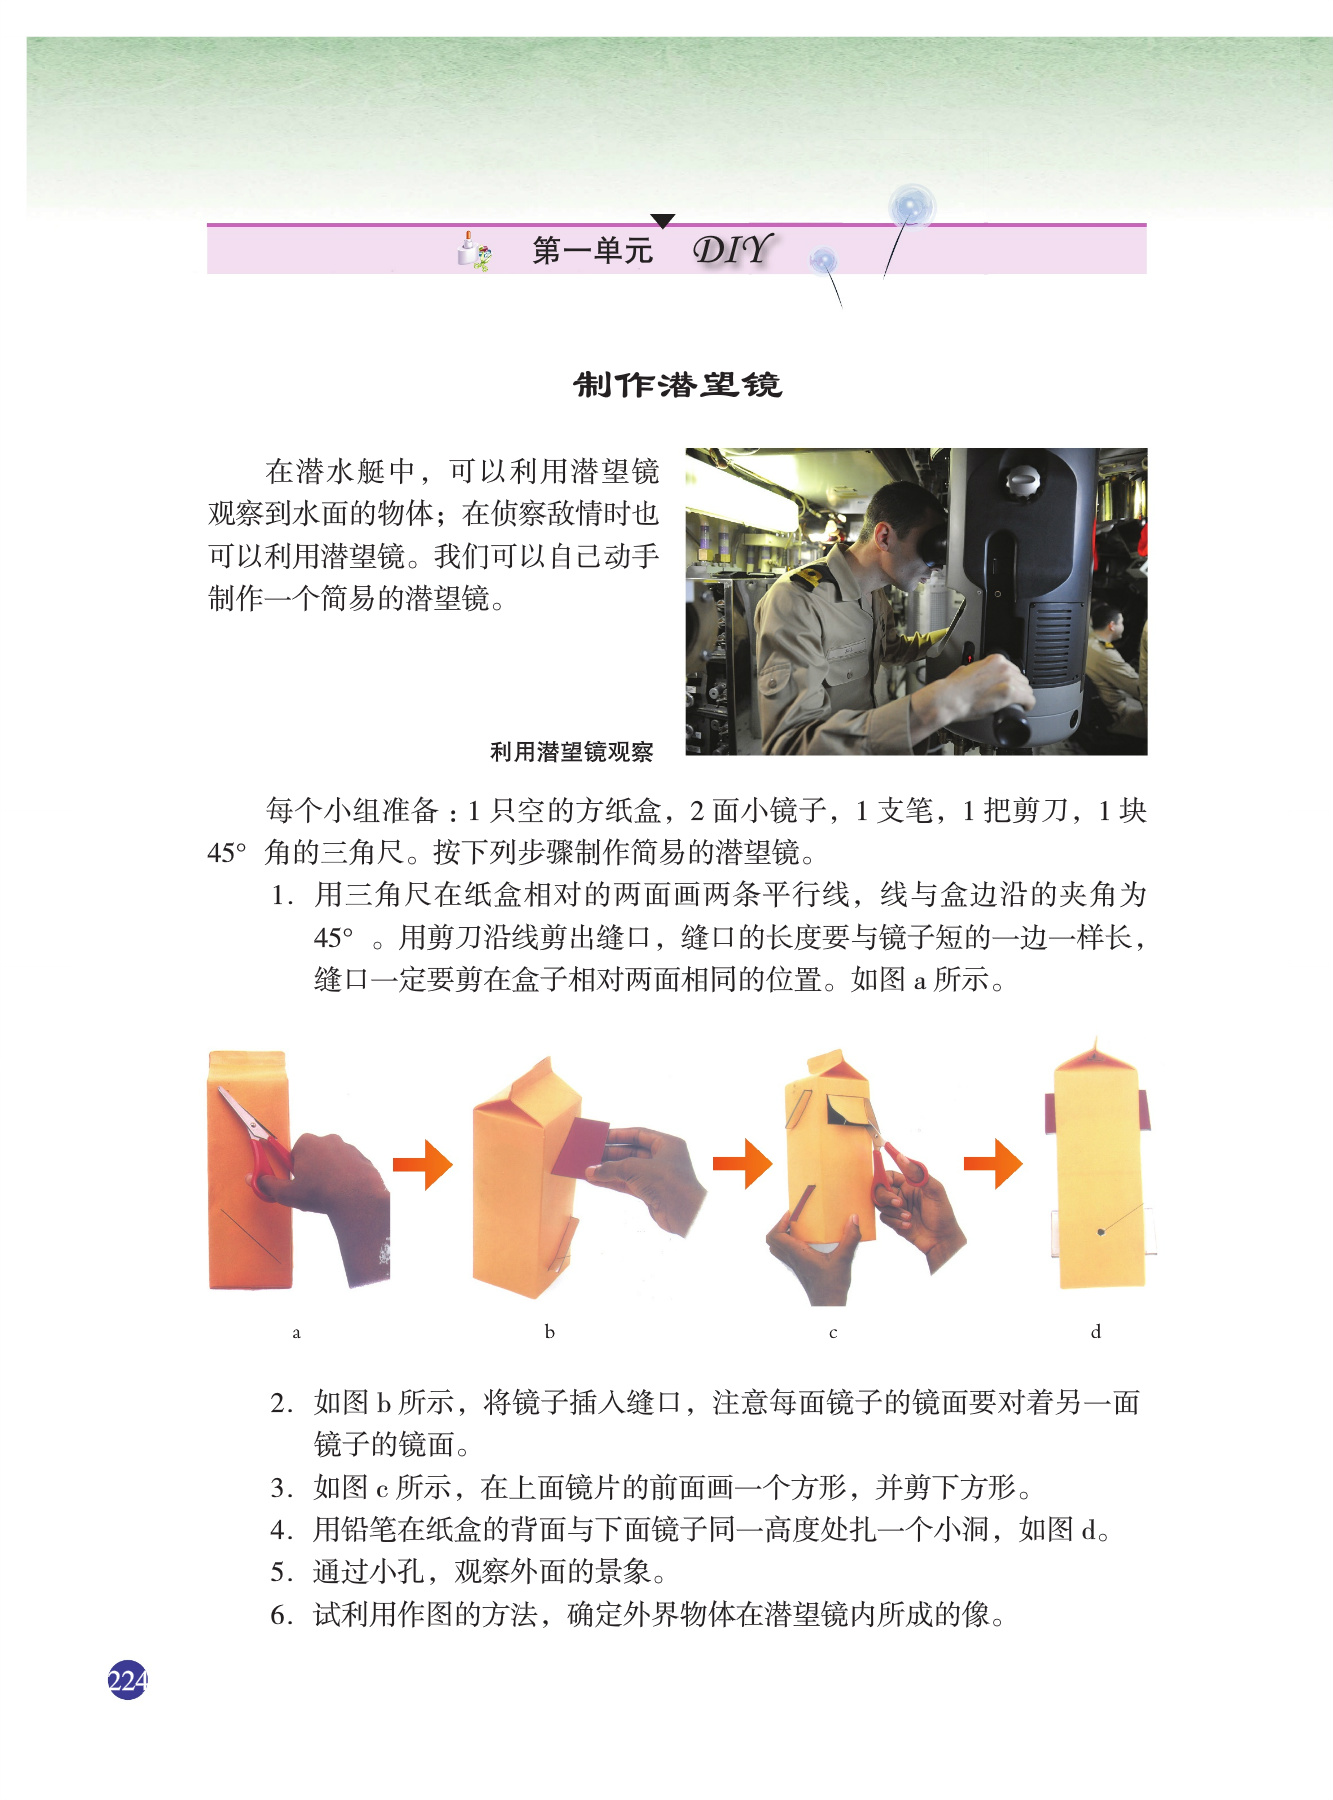 第一单元 DIY
制作潜望镜
在潜水艇中，可以利用潜望镜
观察到水面的物体；在侦察敌情时也
可以利用潜望镜。我们可以自己动手
制作一个简易的潜望镜。
利用潜望镜观察
每个小组准备：1 只空的方纸盒，2 面小镜子，1 支笔，1 把剪刀，1 块
45° 角的三角尺。按下列步骤制作简易的潜望镜。
1. 用三角尺在纸盒相对的两面画两条平行线，线与盒边沿的夹角为
45° 。用剪刀沿线剪出缝口，缝口的长度要与镜子短的一边一样长，
缝口一定要剪在盒子相对两面相同的位置。如图 a 所示。
a b c d
2. 如图 b 所示，将镜子插入缝口，注意每面镜子的镜面要对着另一面
镜子的镜面。
3. 如图 c 所示，在上面镜片的前面画一个方形，并剪下方形。
4. 用铅笔在纸盒的背面与下面镜子同一高度处扎一个小洞，如图 d。
5. 通过小孔，观察外面的景象。
6. 试利用作图的方法，确定外界物体在潜望镜内所成的像。
224